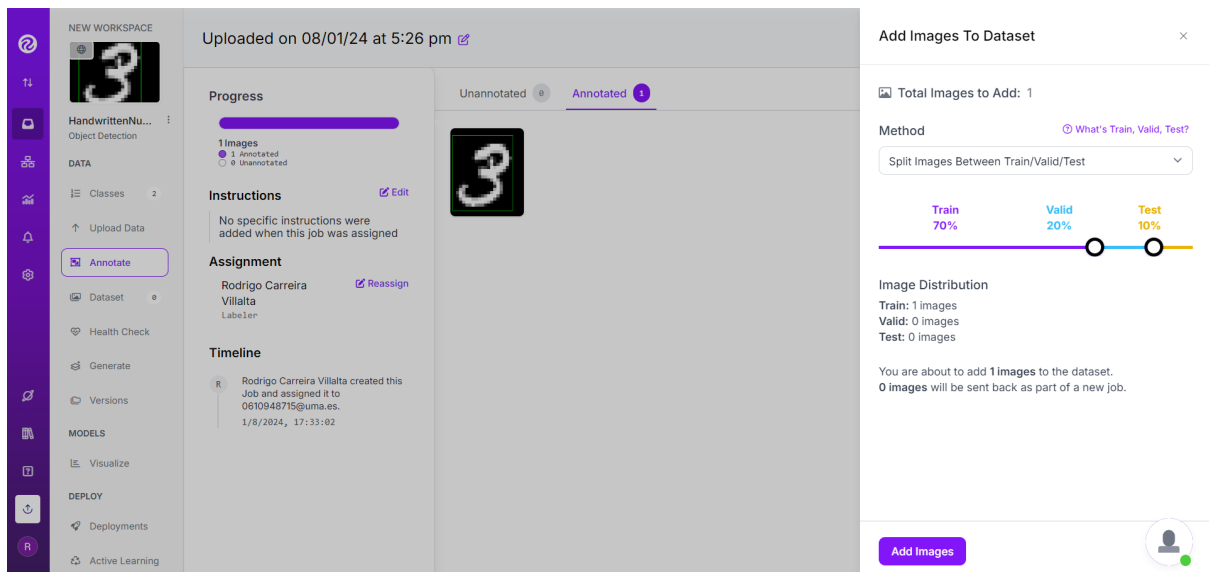 NEW WORKSPACE
HandwrittenNu...
Object Detection
DATA
Classes 2
Upload Data
Annotate
Dataset 0
Health Check
Generate
Versions
MODELS
Visualize
DEPLOY
Deployments
Active Learning
R
Uploaded on 08/01/24 at 5:26 pm
Progress
1 Images
1 Annotated
0 Unannotated
Instructions
Edit
No specific instructions were
added when this job was assigned
Assignment
Rodrigo Carreira
Villalta
Reassign
Labeler
Timeline
R
Rodrigo Carreira Villalta created this
Job and assigned it to
0610948715@uma.es.
1/8/2024, 17:33:02
Unannotated 0
Annotated 1
3
3
Add Images To Dataset
Total Images to Add: 1
Method
What's Train, Valid, Test?
Split Images Between Train/Valid/Test
Train
70%
Valid
20%
Test
10%
Image Distribution
Train: 1 images
Valid: 0 images
Test: 0 images
You are about to add 1 images to the dataset.
0 images will be sent back as part of a new job.
Add Images